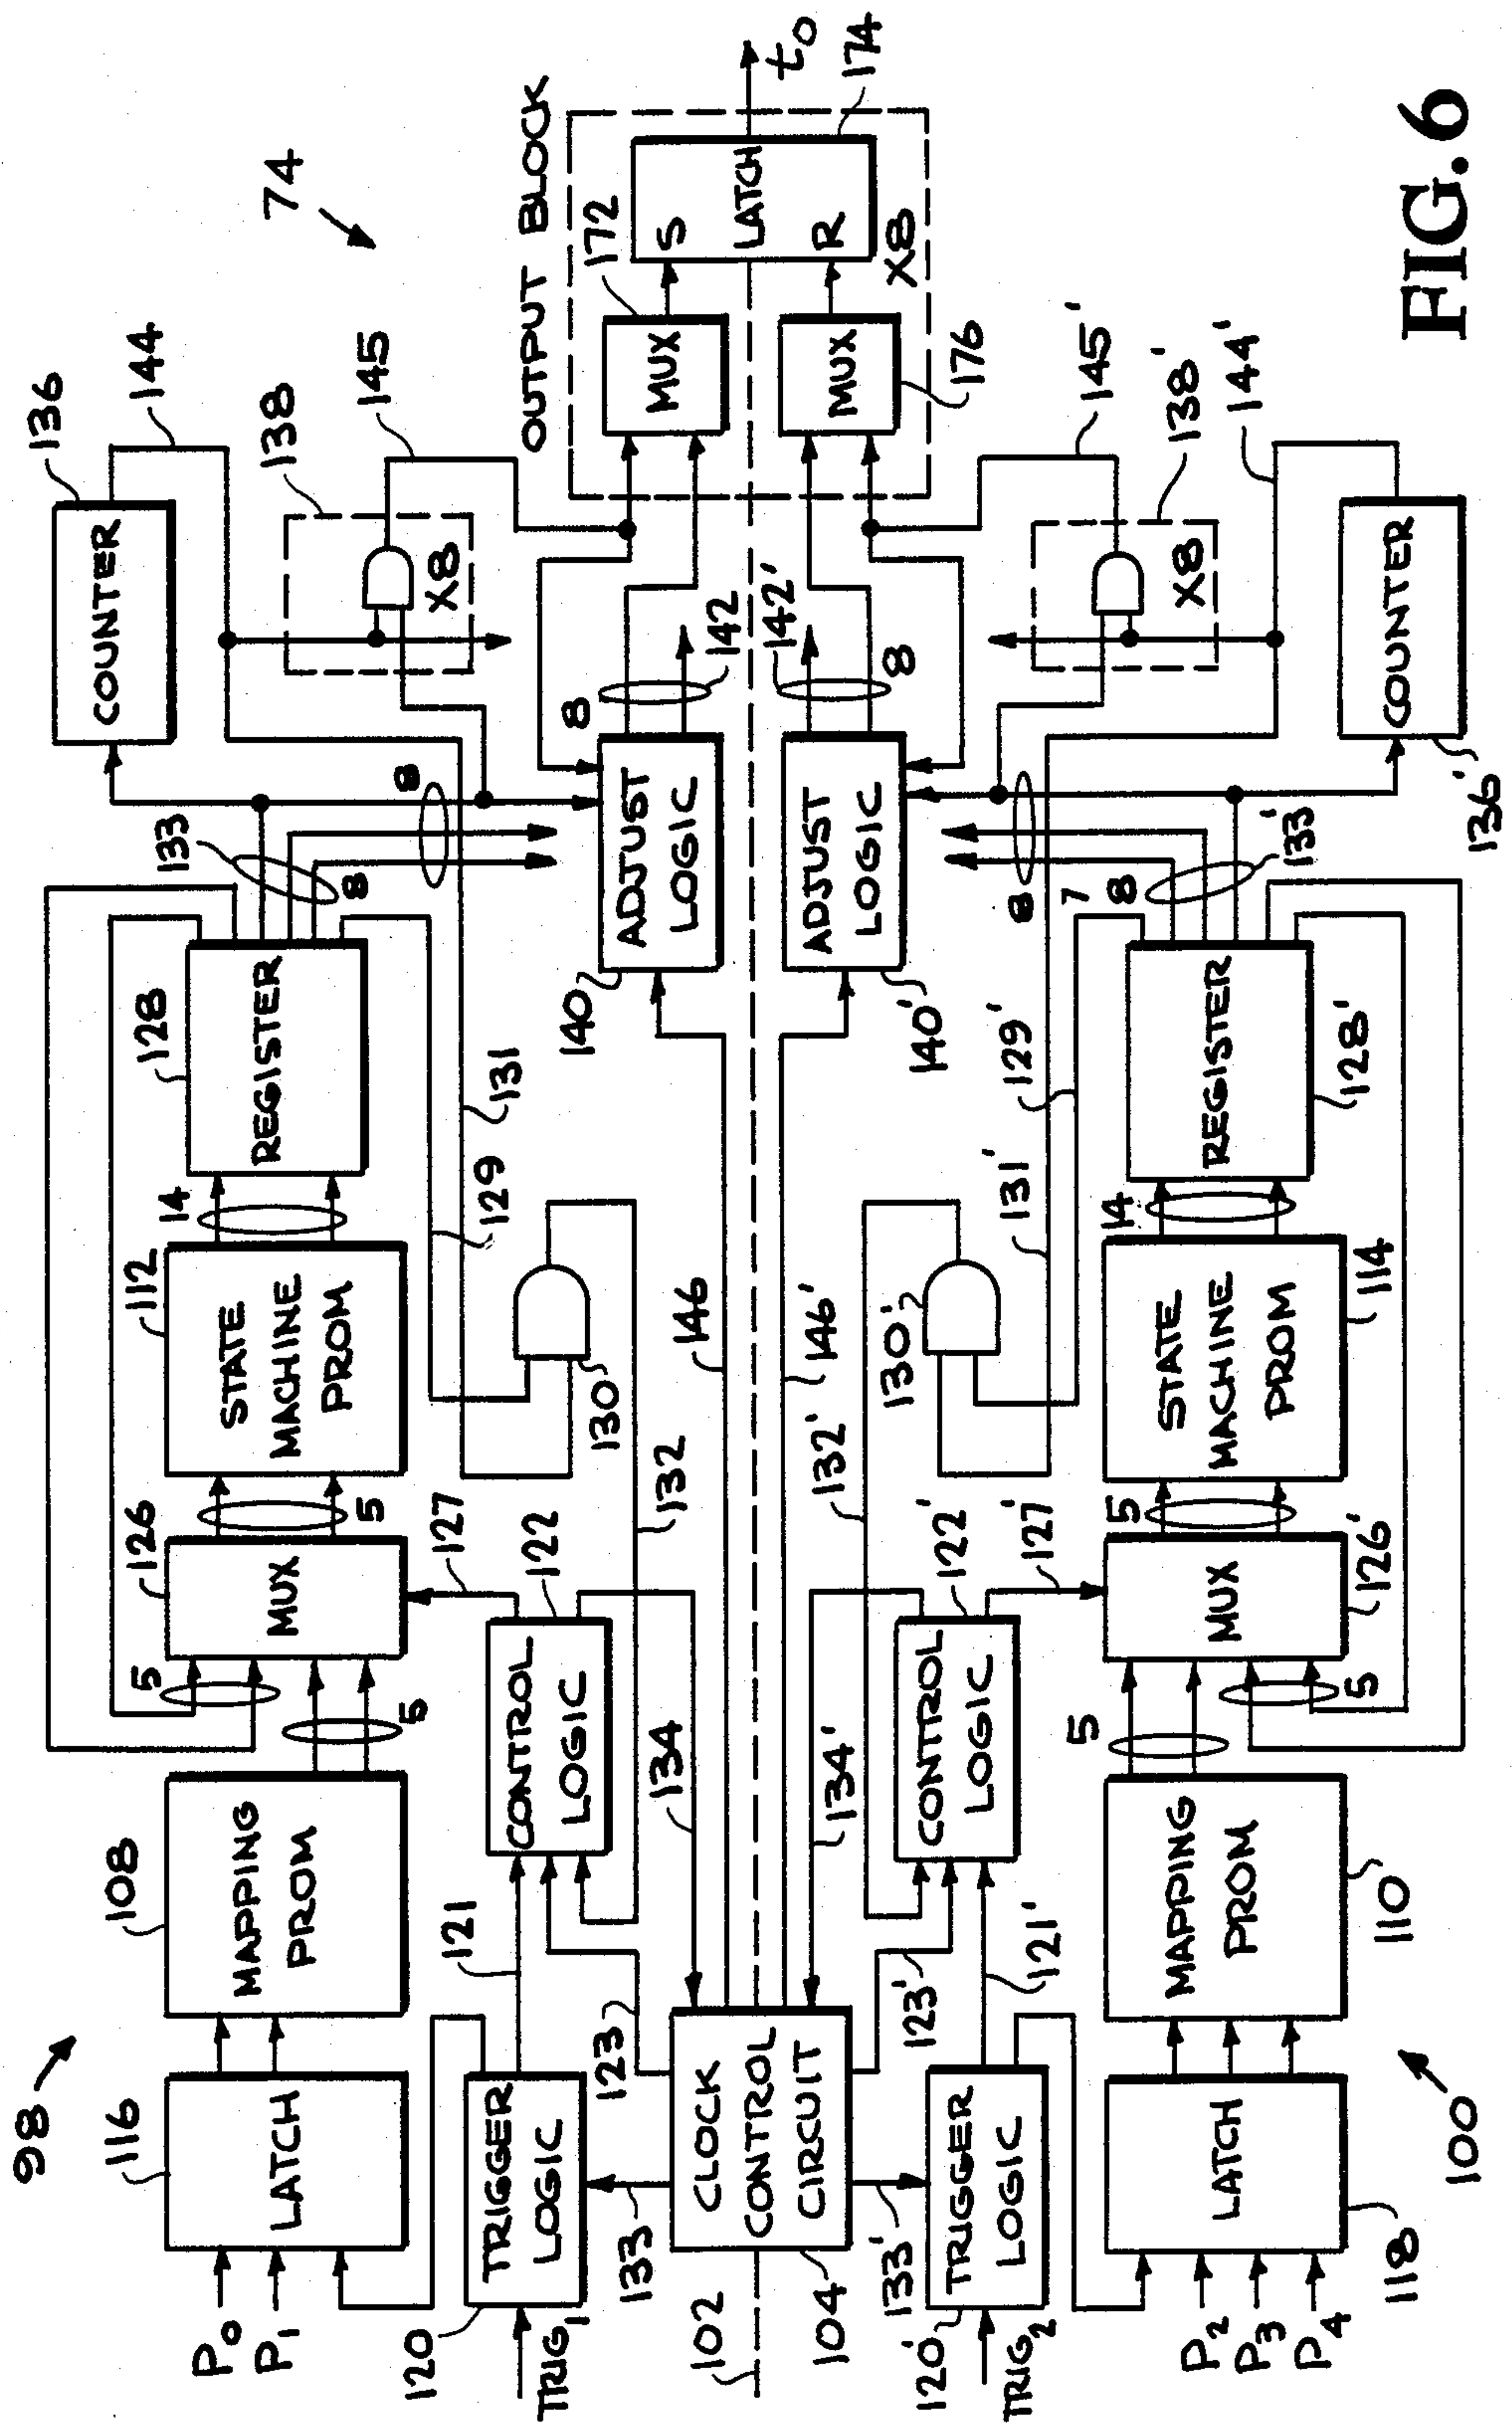 74
98
P0
P1
116
LATCH
108
MAPPING
PROM
5
5
126
MUX
5
112
STATE
MACHINE
PROM
14
128
REGISTER
133
8
8
136
COUNTER
144
138
X8
145
129
131
130
127
122
CONTROL
LOGIC
132
134
120
TRIGGER
LOGIC
TRIG1
121
123
133
146
140
ADJUST
LOGIC
8
142
OUTPUT BLOCK
172
MUX
S
LATCH
R
X8
t0
174
MUX
176
102
104
CLOCK
CONTROL
CIRCUIT
133'
120'
TRIGGER
LOGIC
TRIG2
123'
121'
134'
CONTROL
LOGIC
122'
127'
132'
130'
146'
131'
129'
140'
ADJUST
LOGIC
142'
8
145'
138'
X8
144'
8
7
8
133'
136'
COUNTER
P2
P3
P4
LATCH
118
MAPPING
PROM
110
5
5
MUX
126'
5
STATE
MACHINE
PROM
114
14
REGISTER
128'
100
FIG. 6